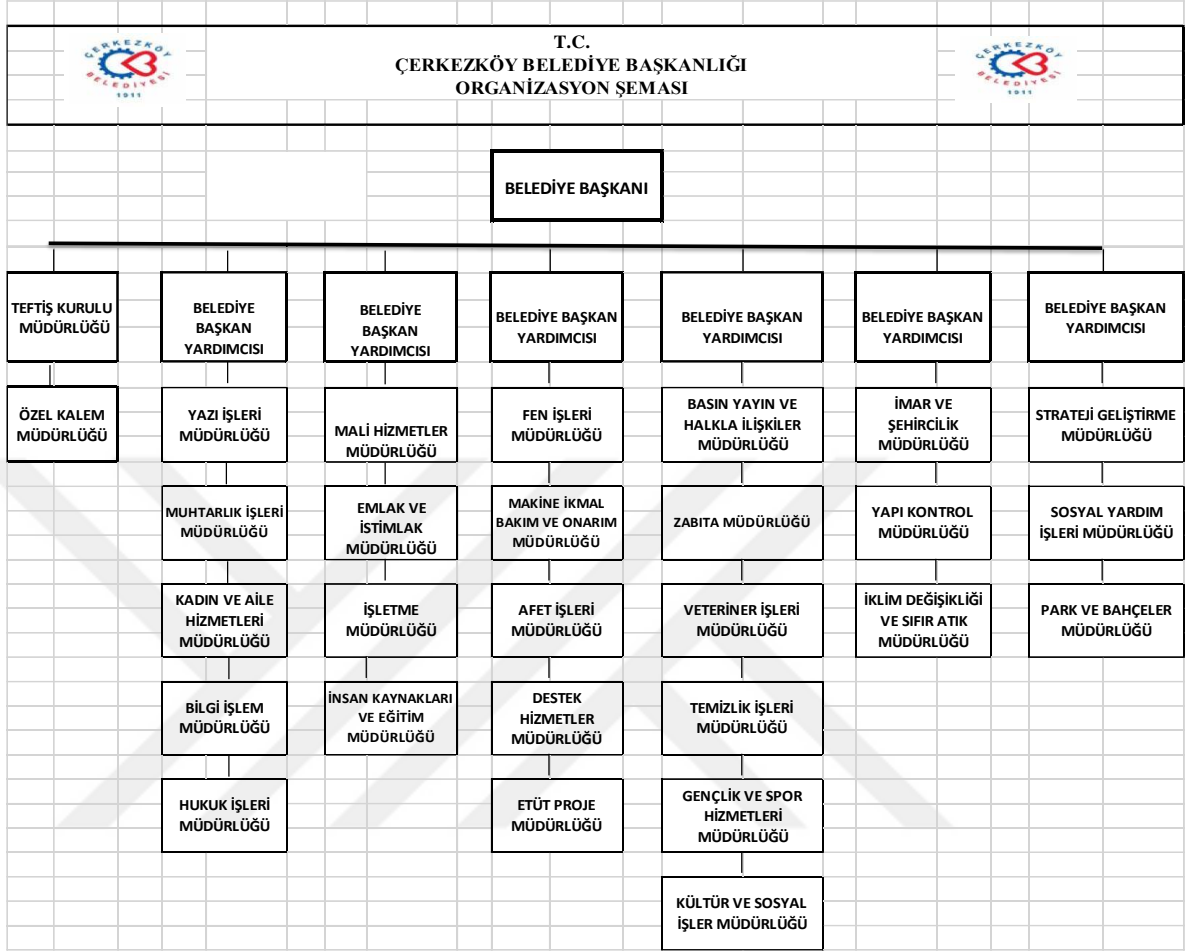 T.C.
ÇERKEZKÖY BELEDİYE BAŞKANLIĞI
ORGANİZASYON ŞEMASI
ÇERKEZKÖY
BELEDİYESİ
1911
ÇERKEZKÖY
BELEDİYESİ
1911
BELEDİYE BAŞKANI
TEFTİŞ KURULU
MÜDÜRLÜĞÜ
ÖZEL KALEM
MÜDÜRLÜĞÜ
BELEDİYE
BAŞKAN
YARDIMCISI
YAZI İŞLERİ
MÜDÜRLÜĞÜ
MUHTARLIK İŞLERİ
MÜDÜRLÜĞÜ
KADIN VE AİLE
HİZMETLERİ
MÜDÜRLÜĞÜ
BİLGİ İŞLEM
MÜDÜRLÜĞÜ
HUKUK İŞLERİ
MÜDÜRLÜĞÜ
BELEDİYE
BAŞKAN
YARDIMCISI
MALİ HİZMETLER
MÜDÜRLÜĞÜ
EMLAK VE
İSTİMLAK
MÜDÜRLÜĞÜ
İŞLETME
MÜDÜRLÜĞÜ
İNSAN KAYNAKLARI
VE EĞİTİM
MÜDÜRLÜĞÜ
BELEDİYE BAŞKAN
YARDIMCISI
FEN İŞLERİ
MÜDÜRLÜĞÜ
MAKİNE İKMAL
BAKIM VE ONARIM
MÜDÜRLÜĞÜ
AFET İŞLERİ
MÜDÜRLÜĞÜ
DESTEK
HİZMETLER
MÜDÜRLÜĞÜ
ETÜT PROJE
MÜDÜRLÜĞÜ
BELEDİYE BAŞKAN
YARDIMCISI
BASIN YAYIN VE
HALKLA İLİŞKİLER
MÜDÜRLÜĞÜ
ZABITA MÜDÜRLÜĞÜ
VETERİNER İŞLERİ
MÜDÜRLÜĞÜ
TEMİZLİK İŞLERİ
MÜDÜRLÜĞÜ
GENÇLİK VE SPOR
HİZMETLERİ
MÜDÜRLÜĞÜ
KÜLTÜR VE SOSYAL
İŞLER MÜDÜRLÜĞÜ
BELEDİYE BAŞKAN
YARDIMCISI
İMAR VE
ŞEHİRCİLİK
MÜDÜRLÜĞÜ
YAPI KONTROL
MÜDÜRLÜĞÜ
İKLİM DEĞİŞİKLİĞİ
VE SIFIR ATIK
MÜDÜRLÜĞÜ
BELEDİYE BAŞKAN
YARDIMCISI
STRATEJİ GELİŞTİRME
MÜDÜRLÜĞÜ
SOSYAL YARDIM
İŞLERİ MÜDÜRLÜĞÜ
PARK VE BAHÇELER
MÜDÜRLÜĞÜ